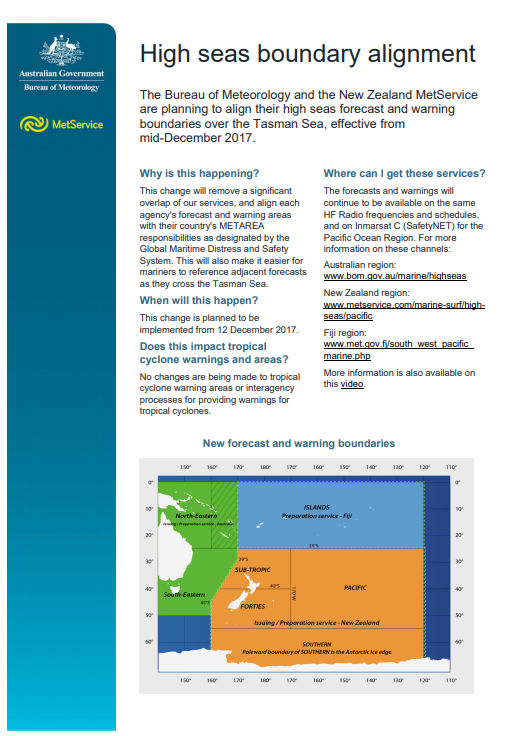 Australian Government
Bureau of Meteorology
MetService
High seas boundary alignment
The Bureau of Meteorology and the New Zealand MetService
are planning to align their high seas forecast and warning
boundaries over the Tasman Sea, effective from
mid-December 2017.
Why is this happening?
This change will remove a significant
overlap of our services, and align each
agency's forecast and warning areas
with their country's METAREA
responsibilities as designated by the
Global Maritime Distress and Safety
System. This will also make it easier for
mariners to reference adjacent forecasts
as they cross the Tasman Sea.
When will this happen?
This change is planned to be
implemented from 12 December 2017.
Does this impact tropical
cyclone warnings and areas?
No changes are being made to tropical
cyclone warning areas or interagency
processes for providing warnings for
tropical cyclones.
Where can I get these services?
The forecasts and warnings will
continue to be available on the same
HF Radio frequencies and schedules,
and on Inmarsat C (SafetyNET) for the
Pacific Ocean Region. For more
information on these channels:
Australian region:
www.bom.gov.au/marine/highseas
New Zealand region:
www.metservice.com/marine-surf/high-
seas/pacific
Fiji region:
www.met.gov.fj/south_west_pacific_
marine.php
More information is also available on
this video.
New forecast and warning boundaries
150° 160° 170° 180° 170° 160° 150° 140° 130° 120° 110°
0° 0°
ISLANDS
10° 10°
North-Eastern Preparation service - Fiji
Issuing / Preparation service - Australia
20° 20°
25°S
29°S
30° 30°
SUB-TROPIC
South-Eastern 40°S 170°W PACIFIC
40° 40°
45°S FORTIES
50° 50°
Issuing / Preparation service - New Zealand
60° 60°
SOUTHERN
Poleward boundary of SOUTHERN is the Antarctic ice edge
150° 160° 170° 180° 170° 160° 150° 140° 130° 120° 110°